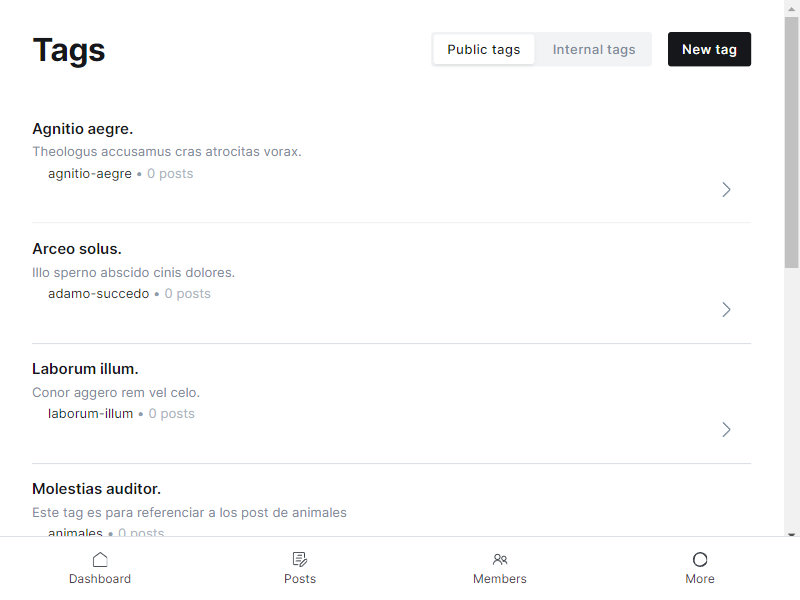 Tags
Public tags
Internal tags
New tag
Agnitio aegre.
Theologus accusamus cras atrocitas vorax.
agnitio-aegre • 0 posts
Arceo solus.
Illo sperno abscido cinis dolores.
adamo-succedo • 0 posts
Laborum illum.
Conor aggero rem vel celo.
laborum-illum • 0 posts
Molestias auditor.
Este tag es para referenciar a los post de animales
animales • 0 posts
Dashboard
Posts
Members
More